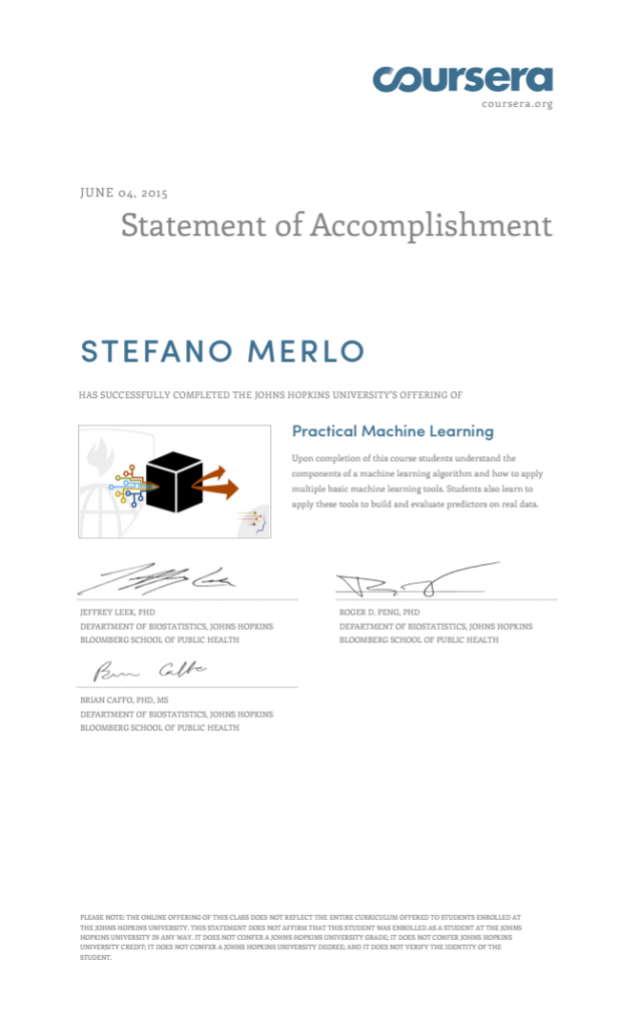 coursera
coursera.org
JUNE 04, 2015
Statement of Accomplishment
STEFANO MERLO
HAS SUCCESSFULLY COMPLETED THE JOHNS HOPKINS UNIVERSITY'S OFFERING OF
Practical Machine Learning
Upon completion of this course students understand the
components of a machine learning algorithm and how to apply
multiple basic machine learning tools. Students also learn to
apply these tools to build and evaluate predictors on real data.
JEFFREY LEEK, PHD
DEPARTMENT OF BIOSTATISTICS, JOHNS HOPKINS
BLOOMBERG SCHOOL OF PUBLIC HEALTH
ROGER D. PENG, PHD
DEPARTMENT OF BIOSTATISTICS, JOHNS HOPKINS
BLOOMBERG SCHOOL OF PUBLIC HEALTH
Brian Caffo
BRIAN CAFFO, PHD, MS
DEPARTMENT OF BIOSTATISTICS, JOHNS HOPKINS
BLOOMBERG SCHOOL OF PUBLIC HEALTH
PLEASE NOTE: THE ONLINE OFFERING OF THIS CLASS DOES NOT REFLECT THE ENTIRE CURRICULUM OFFERED TO STUDENTS ENROLLED AT
THE JOHNS HOPKINS UNIVERSITY. THIS STATEMENT DOES NOT AFFIRM THAT THIS STUDENT WAS ENROLLED AS A STUDENT AT THE JOHNS
HOPKINS UNIVERSITY IN ANY WAY. IT DOES NOT CONFER A JOHNS HOPKINS UNIVERSITY GRADE; IT DOES NOT CONFER JOHNS HOPKINS
UNIVERSITY CREDIT; IT DOES NOT CONFER A JOHNS HOPKINS UNIVERSITY DEGREE; AND IT DOES NOT VERIFY THE IDENTITY OF THE
STUDENT.